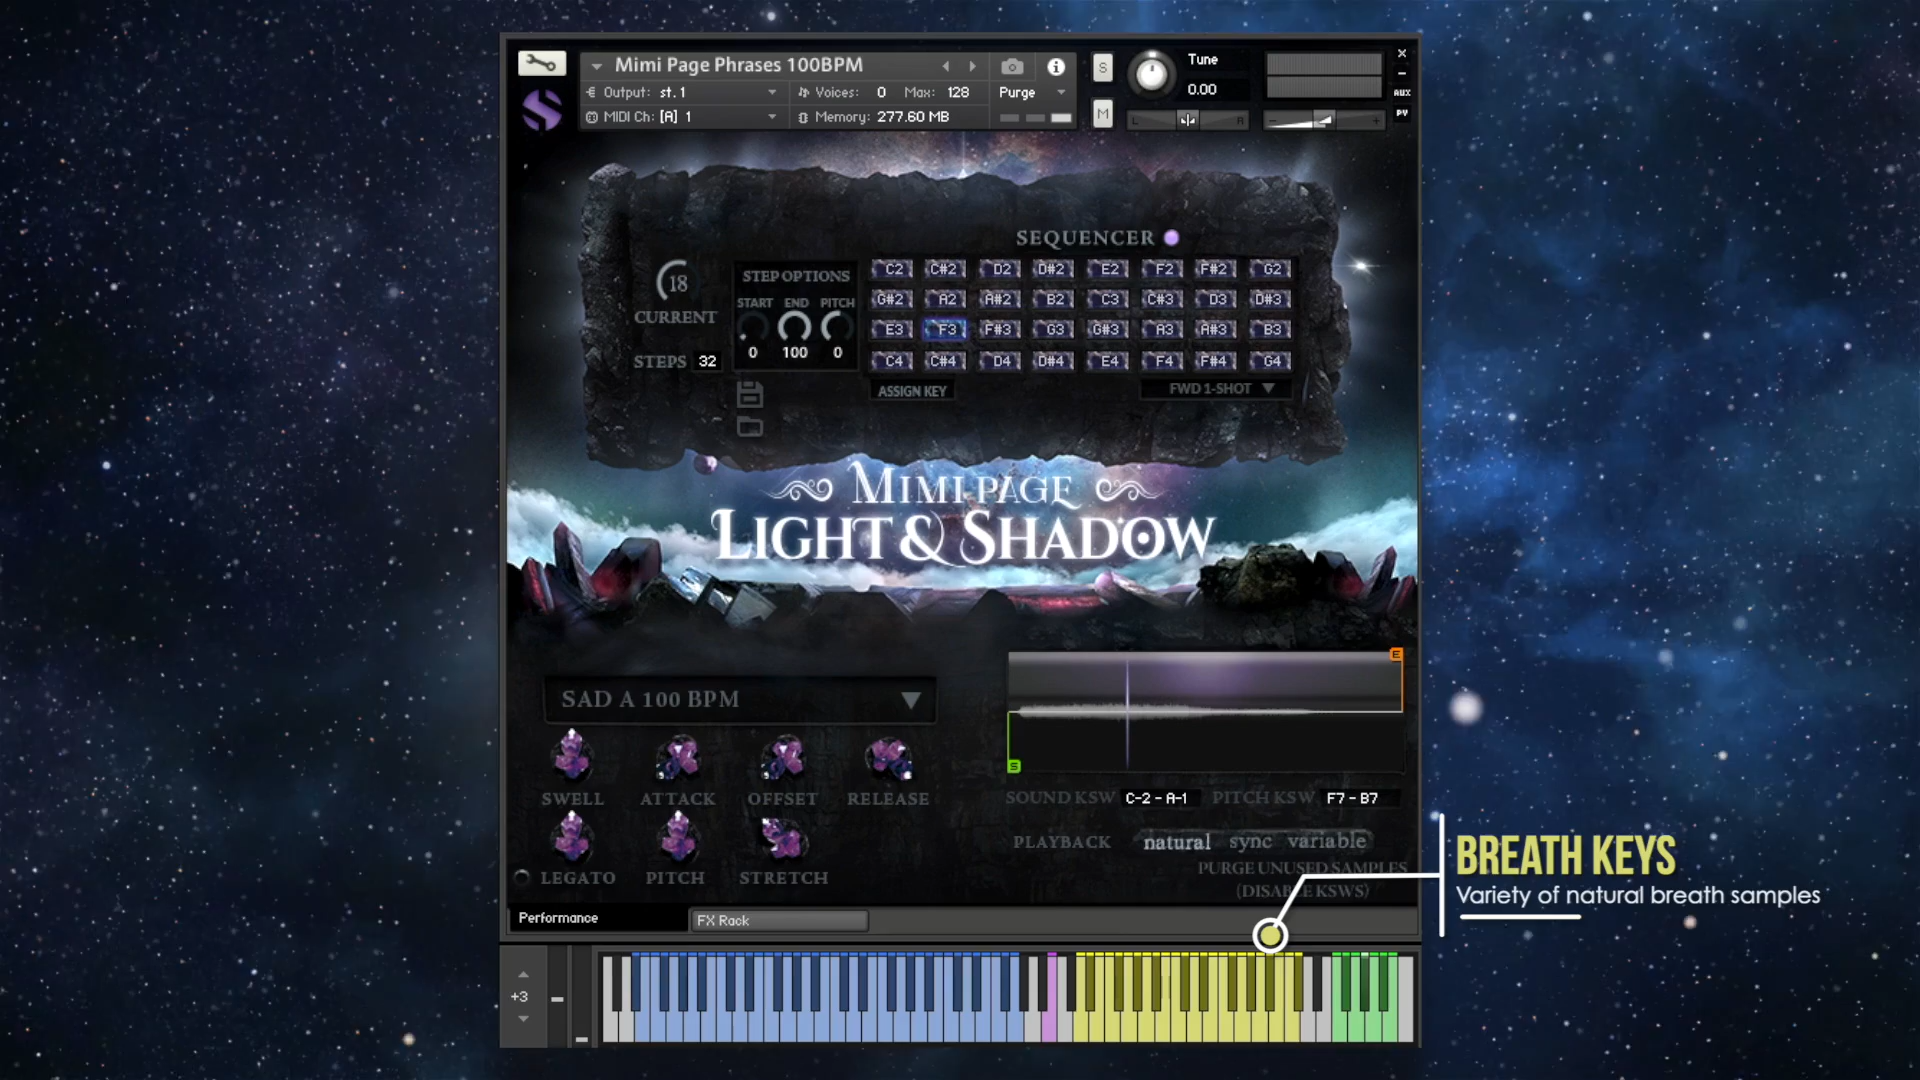 Mimi Page Phrases 100BPM
Output: st. 1
Voices: 0 Max: 128
Purge
MIDI Ch: [A] 1
Memory: 277.60 MB
S
M
Tune
0.00
L R
- +
×
-
AUX
PV
SEQUENCER
18
CURRENT
STEPS 32
STEP OPTIONS
START END PITCH
0 100 0
C2 C#2 D2 D#2 E2 F2 F#2 G2
G#2 A2 A#2 B2 C3 C#3 D3 D#3
E3 F3 F#3 G3 G#3 A3 A#3 B3
C4 C#4 D4 D#4 E4 F4 F#4 G4
ASSIGN KEY
FWD 1-SHOT
MIMI PAGE
LIGHT & SHADOW
SAD A 100 BPM
SWELL ATTACK OFFSET RELEASE
LEGATO PITCH STRETCH
E
S
SOUND KSW C-2 - A-1 PITCH KSW F7 - B7
PLAYBACK natural sync variable
PURGE UNUSED SAMPLES
(DISABLE KSWS)
BREATH KEYS
Variety of natural breath samples
Performance
FX Rack
+3